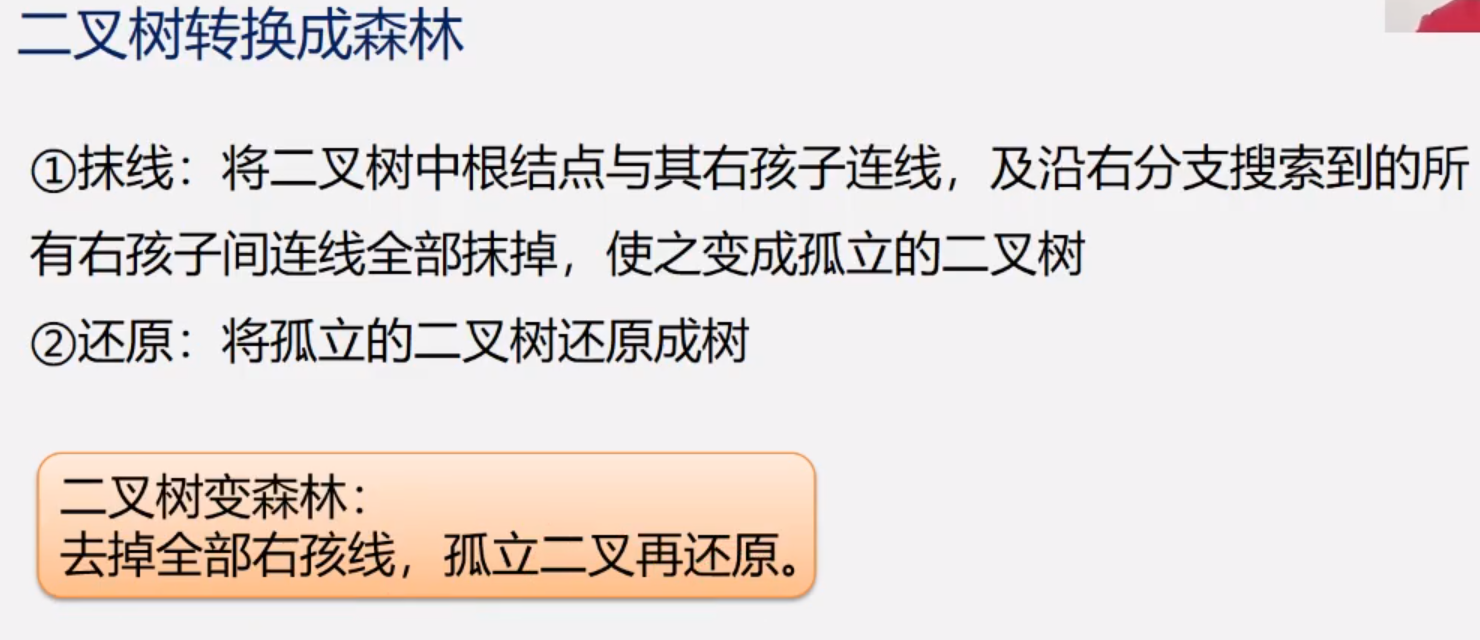 二叉树转换成森林
①抹线：将二叉树中根结点与其右孩子连线，及沿右分支搜索到的所
有右孩子间连线全部抹掉，使之变成孤立的二叉树
②还原：将孤立的二叉树还原成树
二叉树变森林：
去掉全部右孩线，孤立二叉再还原。